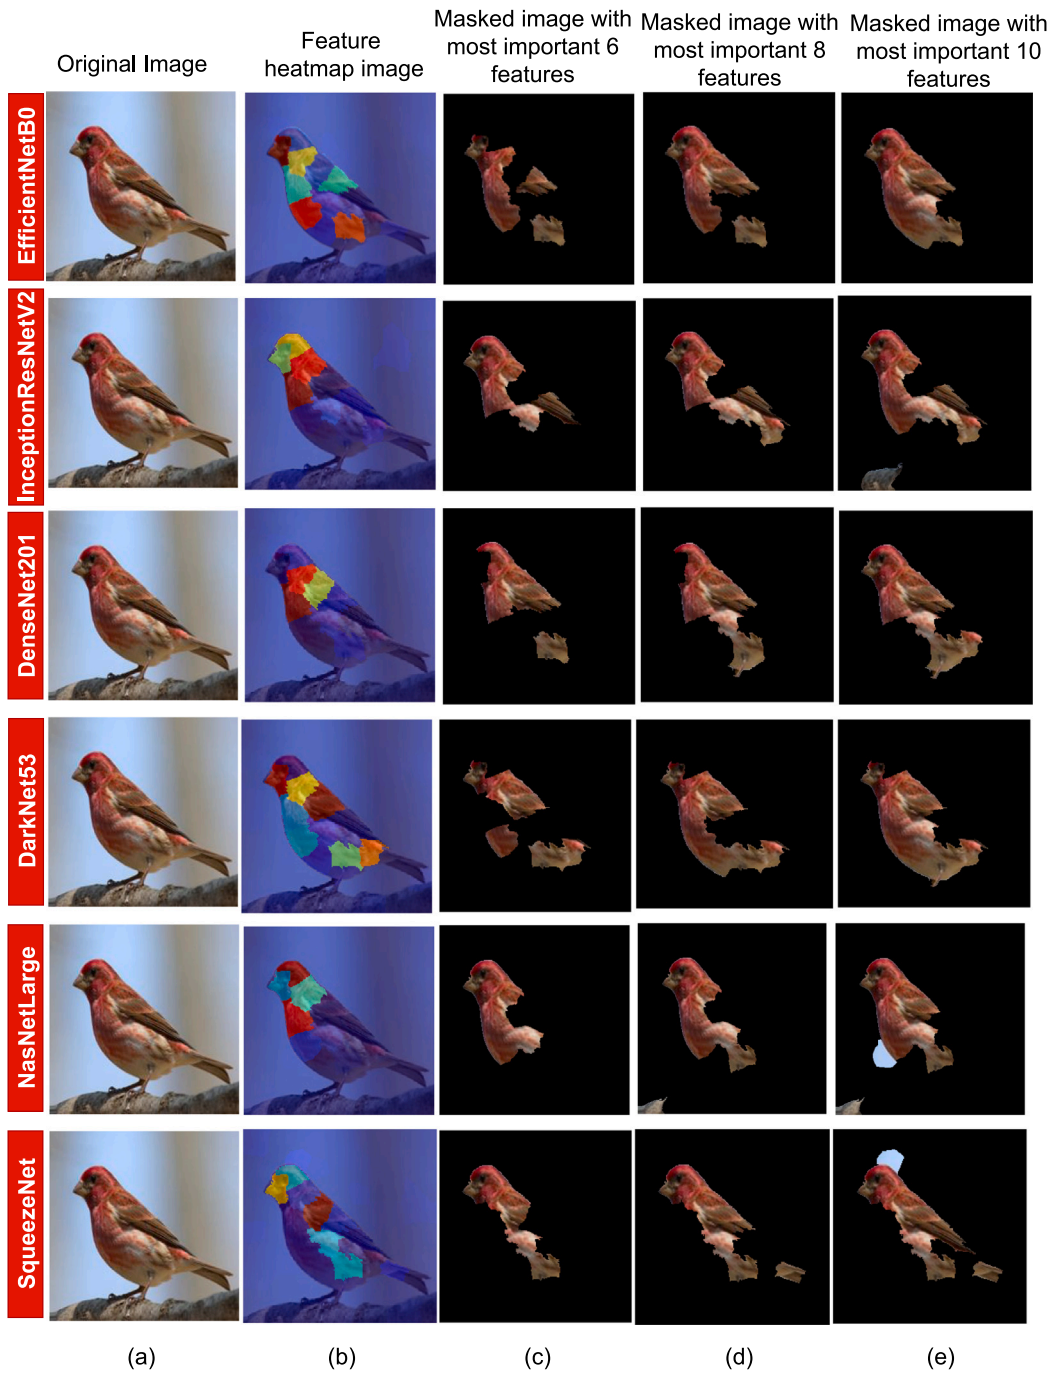 Original Image
Feature
heatmap image
Masked image with
most important 6
features
Masked image with
most important 8
features
Masked image with
most important 10
features
EfficientNetB0
InceptionResNetV2
DenseNet201
DarkNet53
NasNetLarge
SqueezeNet
(a)
(b)
(c)
(d)
(e)